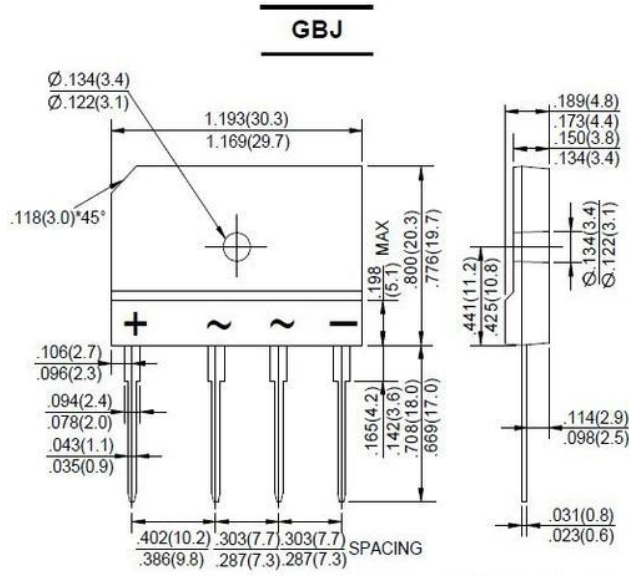 GBJ
Ø.134(3.4)
Ø.122(3.1)
1.193(30.3)
1.169(29.7)
.189(4.8)
.173(4.4)
.150(3.8)
.134(3.4)
.118(3.0)*45°
.198 MAX
(5.1)
.800(20.3)
.776(19.7)
.441(11.2)
.425(10.8)
Ø.134(3.4)
Ø.122(3.1)
+ ~ ~ −
.106(2.7)
.096(2.3)
.094(2.4)
.078(2.0)
.043(1.1)
.035(0.9)
.165(4.2)
.142(3.6)
.708(18.0)
.669(17.0)
.114(2.9)
.098(2.5)
.031(0.8)
.023(0.6)
.402(10.2) .303(7.7) .303(7.7)
.386(9.8) .287(7.3) .287(7.3)
SPACING